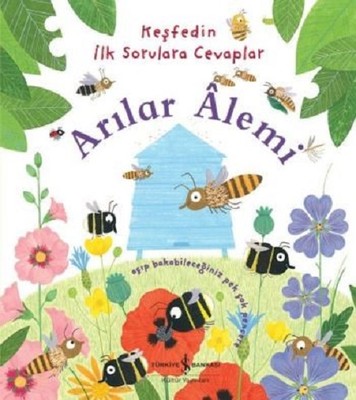 Keşfedin
İlk Sorulara Cevaplar
Arılar Âlemi
açıp bakabileceğiniz pek çok pencere
TÜRKİYE İŞ BANKASI
Kültür Yayınları